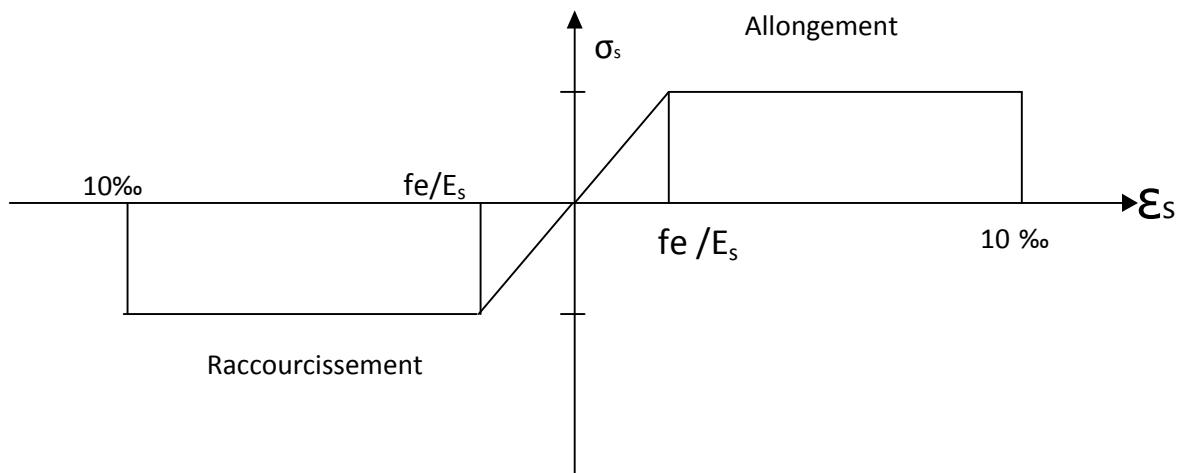 Allongement
σs
10‰
fe/Es
εs
fe /Es
10 ‰
Raccourcissement